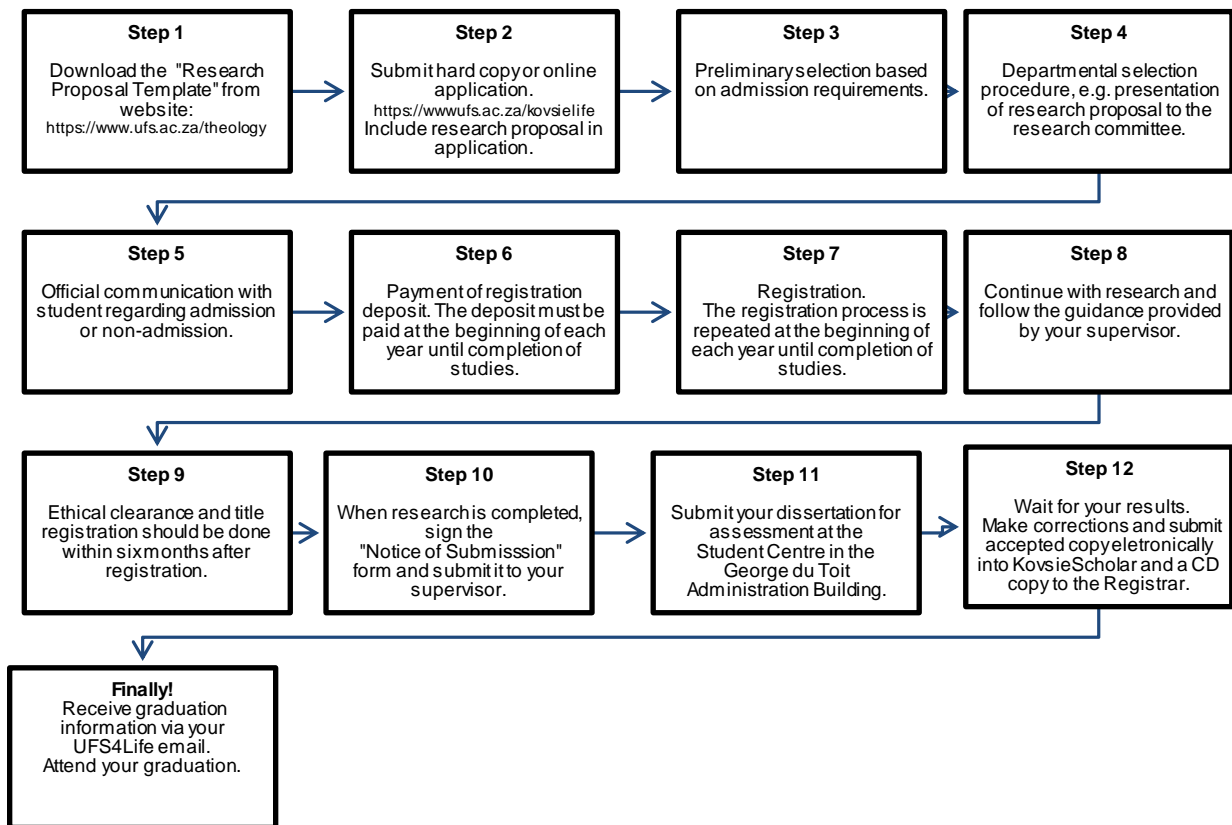 Step 1
Download the "Research
Proposal Template" from
website:
https://www.ufs.ac.za/theology
Step 2
Submit hard copy or online
application.
https://wwwufs.ac.za/kovsielife
Include research proposal in
application.
Step 3
Preliminary selection based
on admission requirements.
Step 4
Departmental selection
procedure, e.g. presentation
of research proposal to the
research committee.
Step 5
Official communication with
student regarding admission
or non-admission.
Step 6
Payment of registration
deposit. The deposit must be
paid at the beginning of each
year until completion of
studies.
Step 7
Registration.
The registration process is
repeated at the beginning of
each year until completion of
studies.
Step 8
Continue with research and
follow the guidance provided
by your supervisor.
Step 9
Ethical clearance and title
registration should be done
within six months after
registration.
Step 10
When research is completed,
sign the
"Notice of Submisssion"
form and submit it to your
supervisor.
Step 11
Submit your dissertation for
assessment at the
Student Centre in the
George du Toit
Administration Building.
Step 12
Wait for your results.
Make corrections and submit
accepted copy eletronically
into KovsieScholar and a CD
copy to the Registrar.
Finally!
Receive graduation
information via your
UFS4Life email.
Attend your graduation.